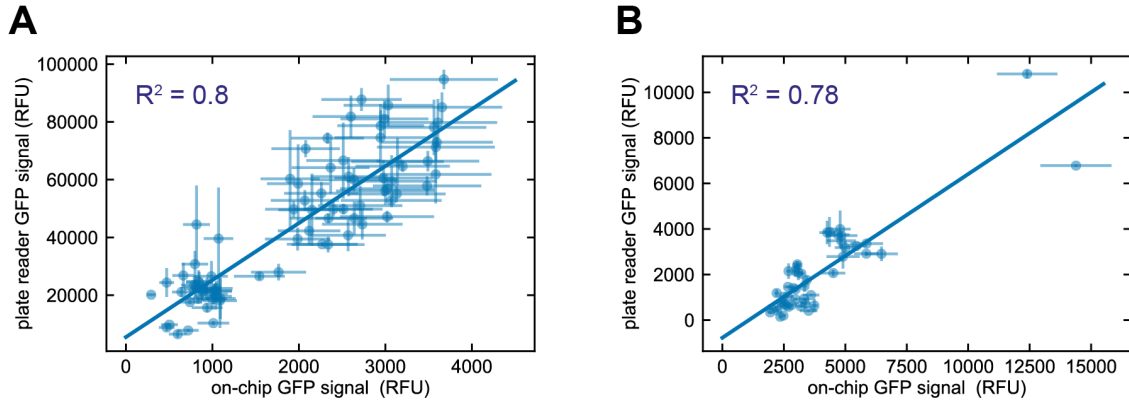 A
plate reader GFP signal (RFU)
100000
80000
60000
40000
20000
R² = 0.8
0
1000
2000
3000
4000
on-chip GFP signal (RFU)
B
plate reader GFP signal (RFU)
10000
8000
6000
4000
2000
0
R² = 0.78
0
2500
5000
7500
10000
12500
15000
on-chip GFP signal (RFU)